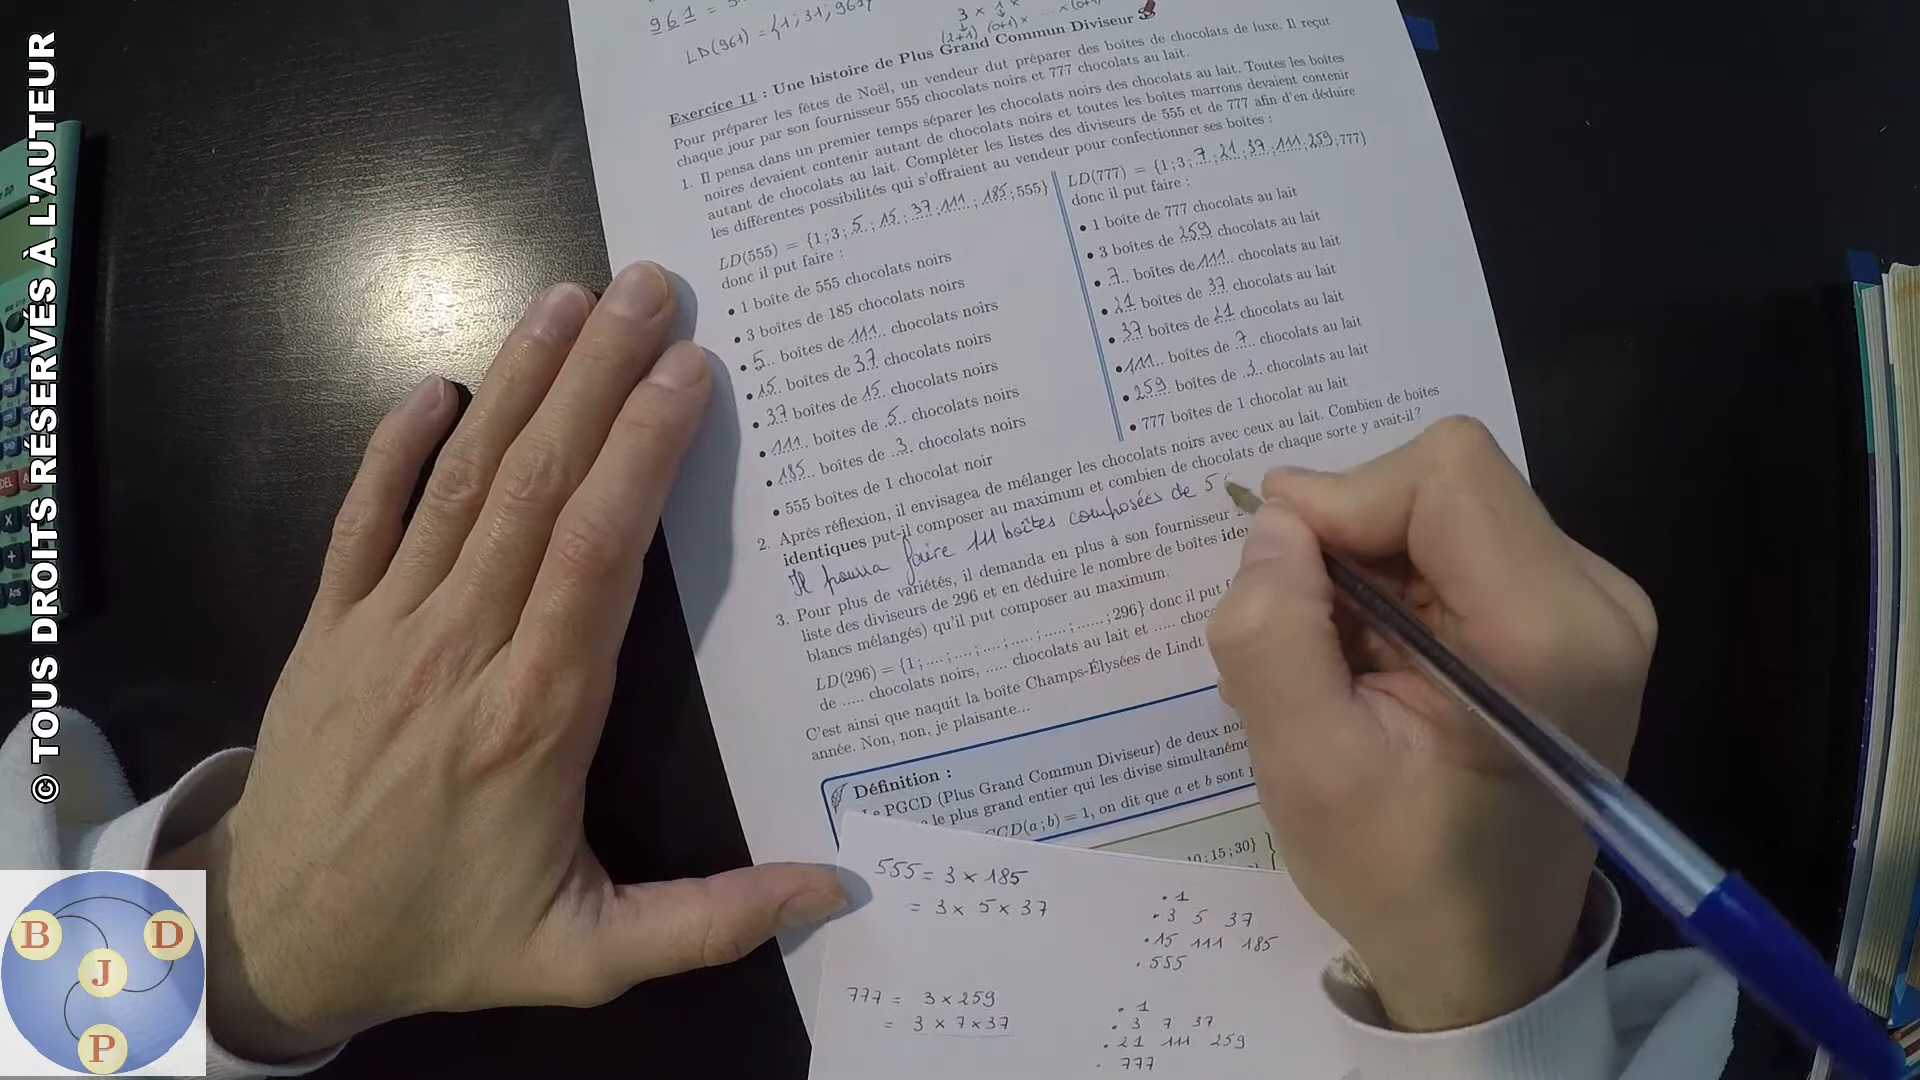 © TOUS DROITS RÉSERVÉS À L'AUTEUR
961 =
LD(961) = {1;31;961}
3 × 1 ×
(2+1) (0+1)× ... ×(0+1)
Exercice 11 : Une histoire de Plus Grand Commun Diviseur
Pour préparer les fêtes de Noël, un vendeur dut préparer des boîtes de chocolats de luxe. Il reçut
chaque jour par son fournisseur 555 chocolats noirs et 777 chocolats au lait.
1. Il pensa dans un premier temps séparer les chocolats noirs des chocolats au lait. Toutes les boîtes
noires devaient contenir autant de chocolats noirs et toutes les boîtes marrons devaient contenir
autant de chocolats au lait. Compléter les listes des diviseurs de 555 et de 777 afin d'en déduire
les différentes possibilités qui s'offraient au vendeur pour confectionner ses boîtes :
LD(555) = {1;3;5;15;37;111;185;555}
donc il put faire :
• 1 boîte de 555 chocolats noirs
• 3 boîtes de 185 chocolats noirs
• 5 boîtes de 111 chocolats noirs
• 15 boîtes de 37 chocolats noirs
• 37 boîtes de 15 chocolats noirs
• 111 boîtes de 5 chocolats noirs
• 185 boîtes de 3 chocolats noirs
• 555 boîtes de 1 chocolat noir
LD(777) = {1;3;7;21;37;111;259;777}
donc il put faire :
• 1 boîte de 777 chocolats au lait
• 3 boîtes de 259 chocolats au lait
• 7 boîtes de 111 chocolats au lait
• 21 boîtes de 37 chocolats au lait
• 37 boîtes de 21 chocolats au lait
• 111 boîtes de 7 chocolats au lait
• 259 boîtes de 3 chocolats au lait
• 777 boîtes de 1 chocolat au lait
2. Après réflexion, il envisagea de mélanger les chocolats noirs avec ceux au lait. Combien de boîtes
identiques put-il composer au maximum et combien de chocolats de chaque sorte y avait-il ?
Il pourra faire 111 boîtes composées de 5
3. Pour plus de variétés, il demanda en plus à son fournisseur
liste des diviseurs de 296 et en déduire le nombre de boîtes
blancs mélangés) qu'il put composer au maximum.
LD(296) = {1;....;....;....;.....;.....;......;296} donc il put
de ..... chocolats noirs, ..... chocolats au lait et .....
C'est ainsi que naquit la boîte Champs-Élysées de Lindt
année. Non, non, je plaisante...
Définition :
Le PGCD (Plus Grand Commun Diviseur) de deux
le plus grand entier qui les divise
GCD(a;b) = 1, on dit que a et b sont
10;15;30}
555 = 3 × 185
= 3 × 5 × 37
• 1
• 3 5 37
• 15 111 185
• 555
777 = 3 × 259
= 3 × 7 × 37
• 1
• 3 7 37
• 21 111 259
• 777
DEL
X
+
Ans
B
D
J
P